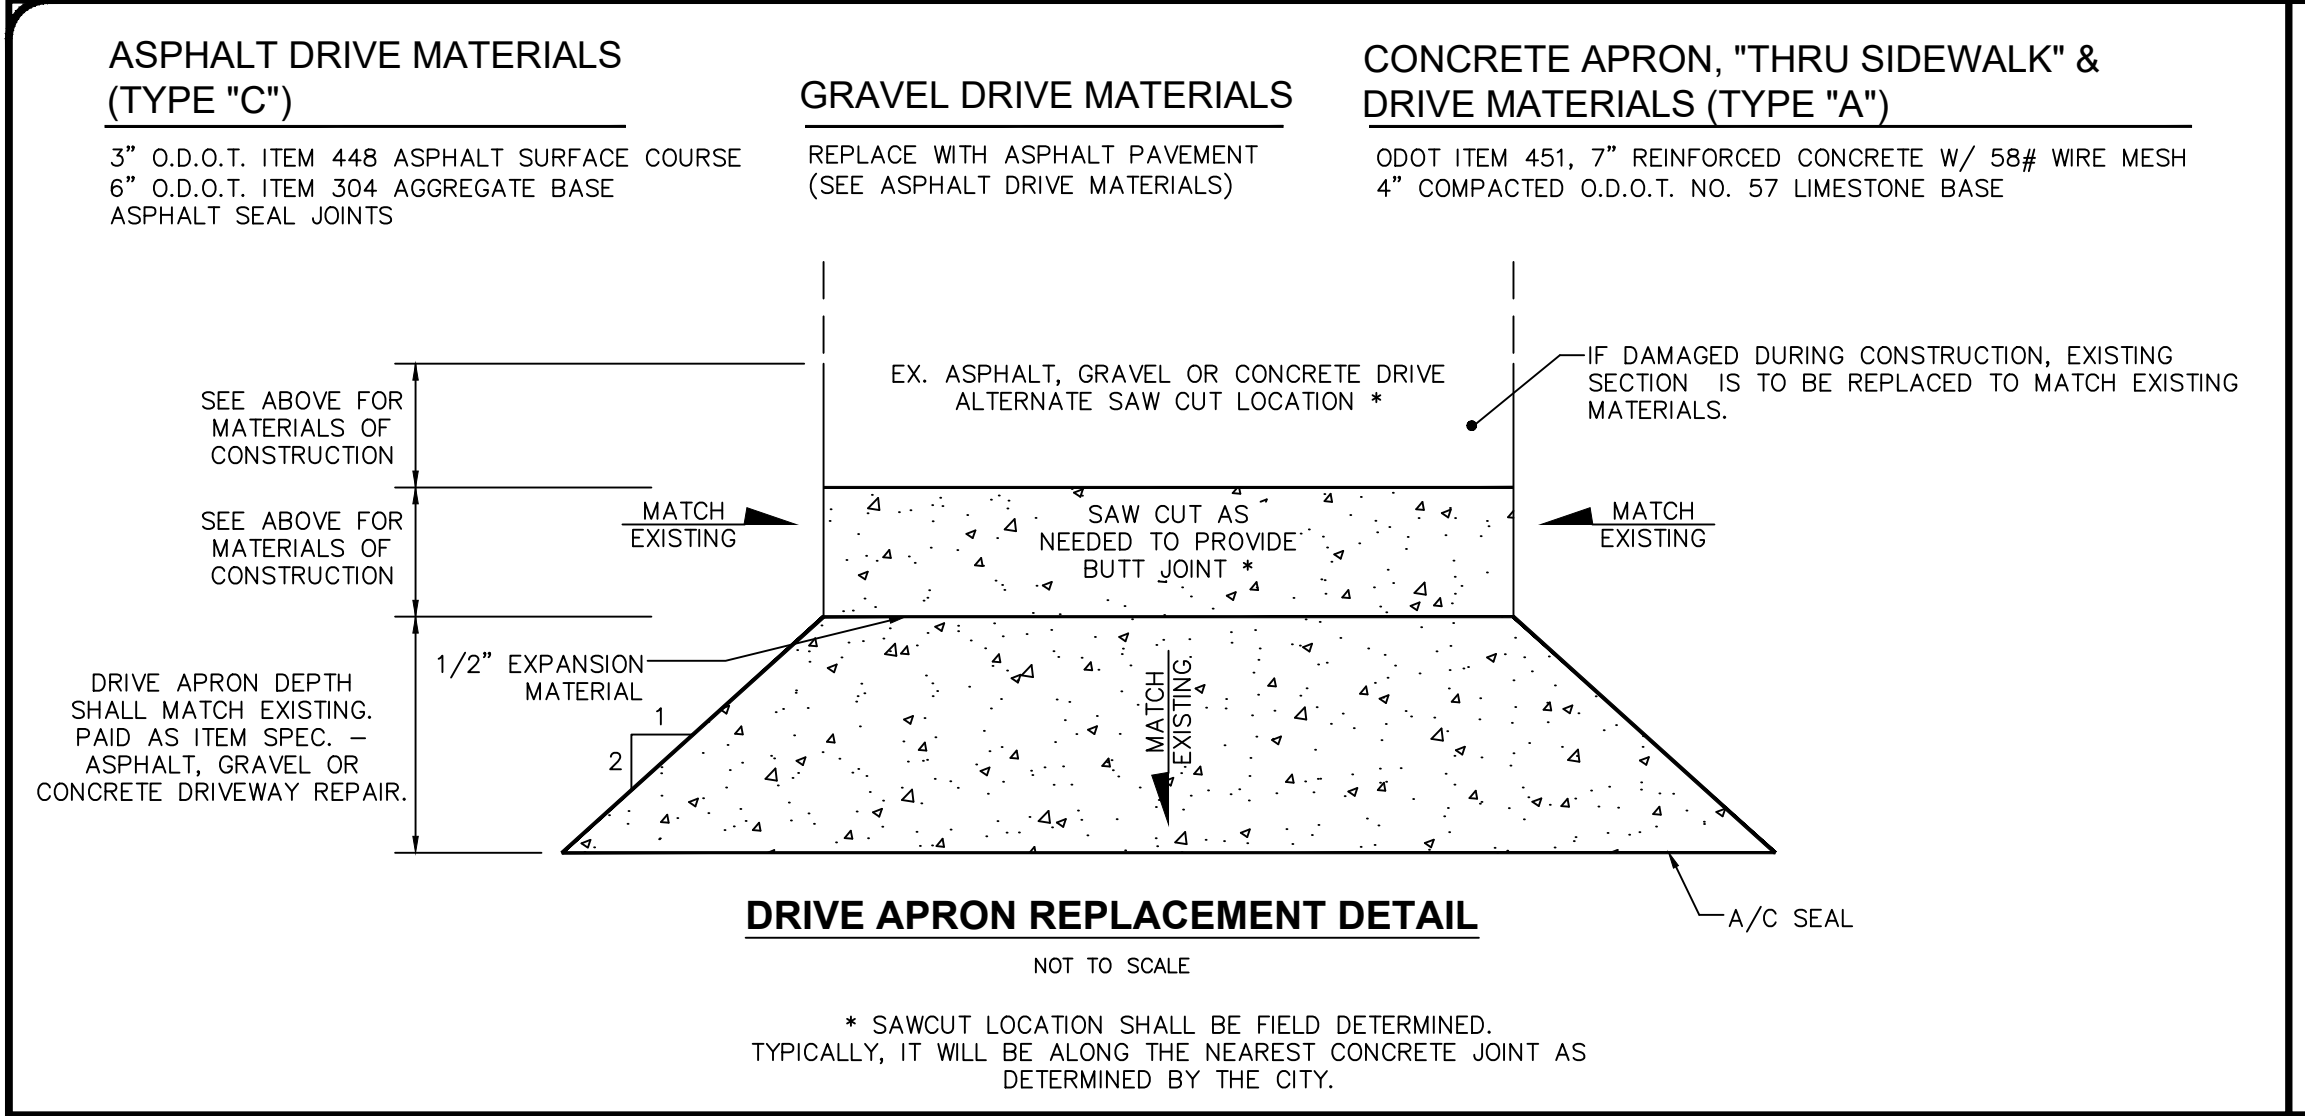 ASPHALT DRIVE MATERIALS
(TYPE "C")
3” O.D.O.T. ITEM 448 ASPHALT SURFACE COURSE
6” O.D.O.T. ITEM 304 AGGREGATE BASE
ASPHALT SEAL JOINTS
GRAVEL DRIVE MATERIALS
REPLACE WITH ASPHALT PAVEMENT
(SEE ASPHALT DRIVE MATERIALS)
CONCRETE APRON, "THRU SIDEWALK" &
DRIVE MATERIALS (TYPE "A")
ODOT ITEM 451, 7” REINFORCED CONCRETE W/ 58# WIRE MESH
4” COMPACTED O.D.O.T. NO. 57 LIMESTONE BASE
EX. ASPHALT, GRAVEL OR CONCRETE DRIVE
ALTERNATE SAW CUT LOCATION *
IF DAMAGED DURING CONSTRUCTION, EXISTING
SECTION IS TO BE REPLACED TO MATCH EXISTING
MATERIALS.
SEE ABOVE FOR
MATERIALS OF
CONSTRUCTION
SEE ABOVE FOR
MATERIALS OF
CONSTRUCTION
MATCH
EXISTING
SAW CUT AS
NEEDED TO PROVIDE
BUTT JOINT *
MATCH
EXISTING
1/2” EXPANSION
MATERIAL
DRIVE APRON DEPTH
SHALL MATCH EXISTING.
PAID AS ITEM SPEC. –
ASPHALT, GRAVEL OR
CONCRETE DRIVEWAY REPAIR.
1
2
MATCH
EXISTING
A/C SEAL
DRIVE APRON REPLACEMENT DETAIL
NOT TO SCALE
* SAWCUT LOCATION SHALL BE FIELD DETERMINED.
TYPICALLY, IT WILL BE ALONG THE NEAREST CONCRETE JOINT AS
DETERMINED BY THE CITY.